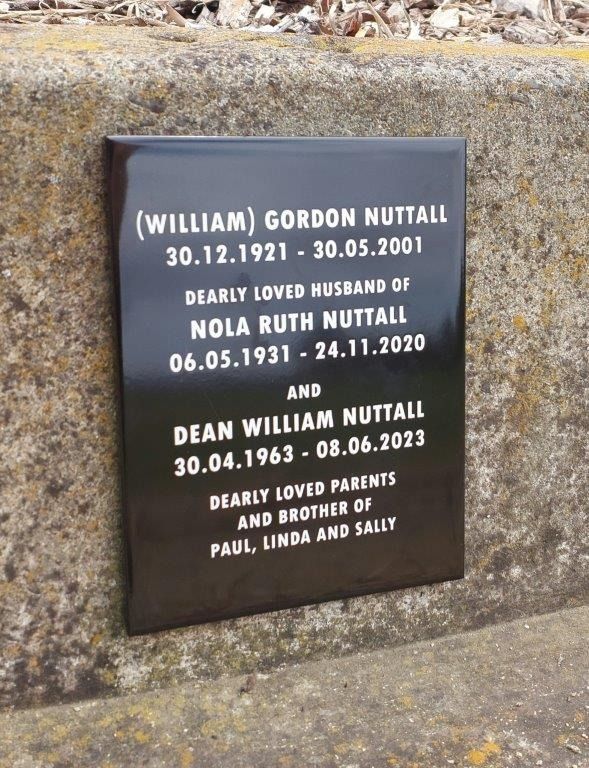 (WILLIAM) GORDON NUTTALL
30.12.1921 - 30.05.2001
DEARLY LOVED HUSBAND OF
NOLA RUTH NUTTALL
06.05.1931 - 24.11.2020
AND
DEAN WILLIAM NUTTALL
30.04.1963 - 08.06.2023
DEARLY LOVED PARENTS
AND BROTHER OF
PAUL, LINDA AND SALLY